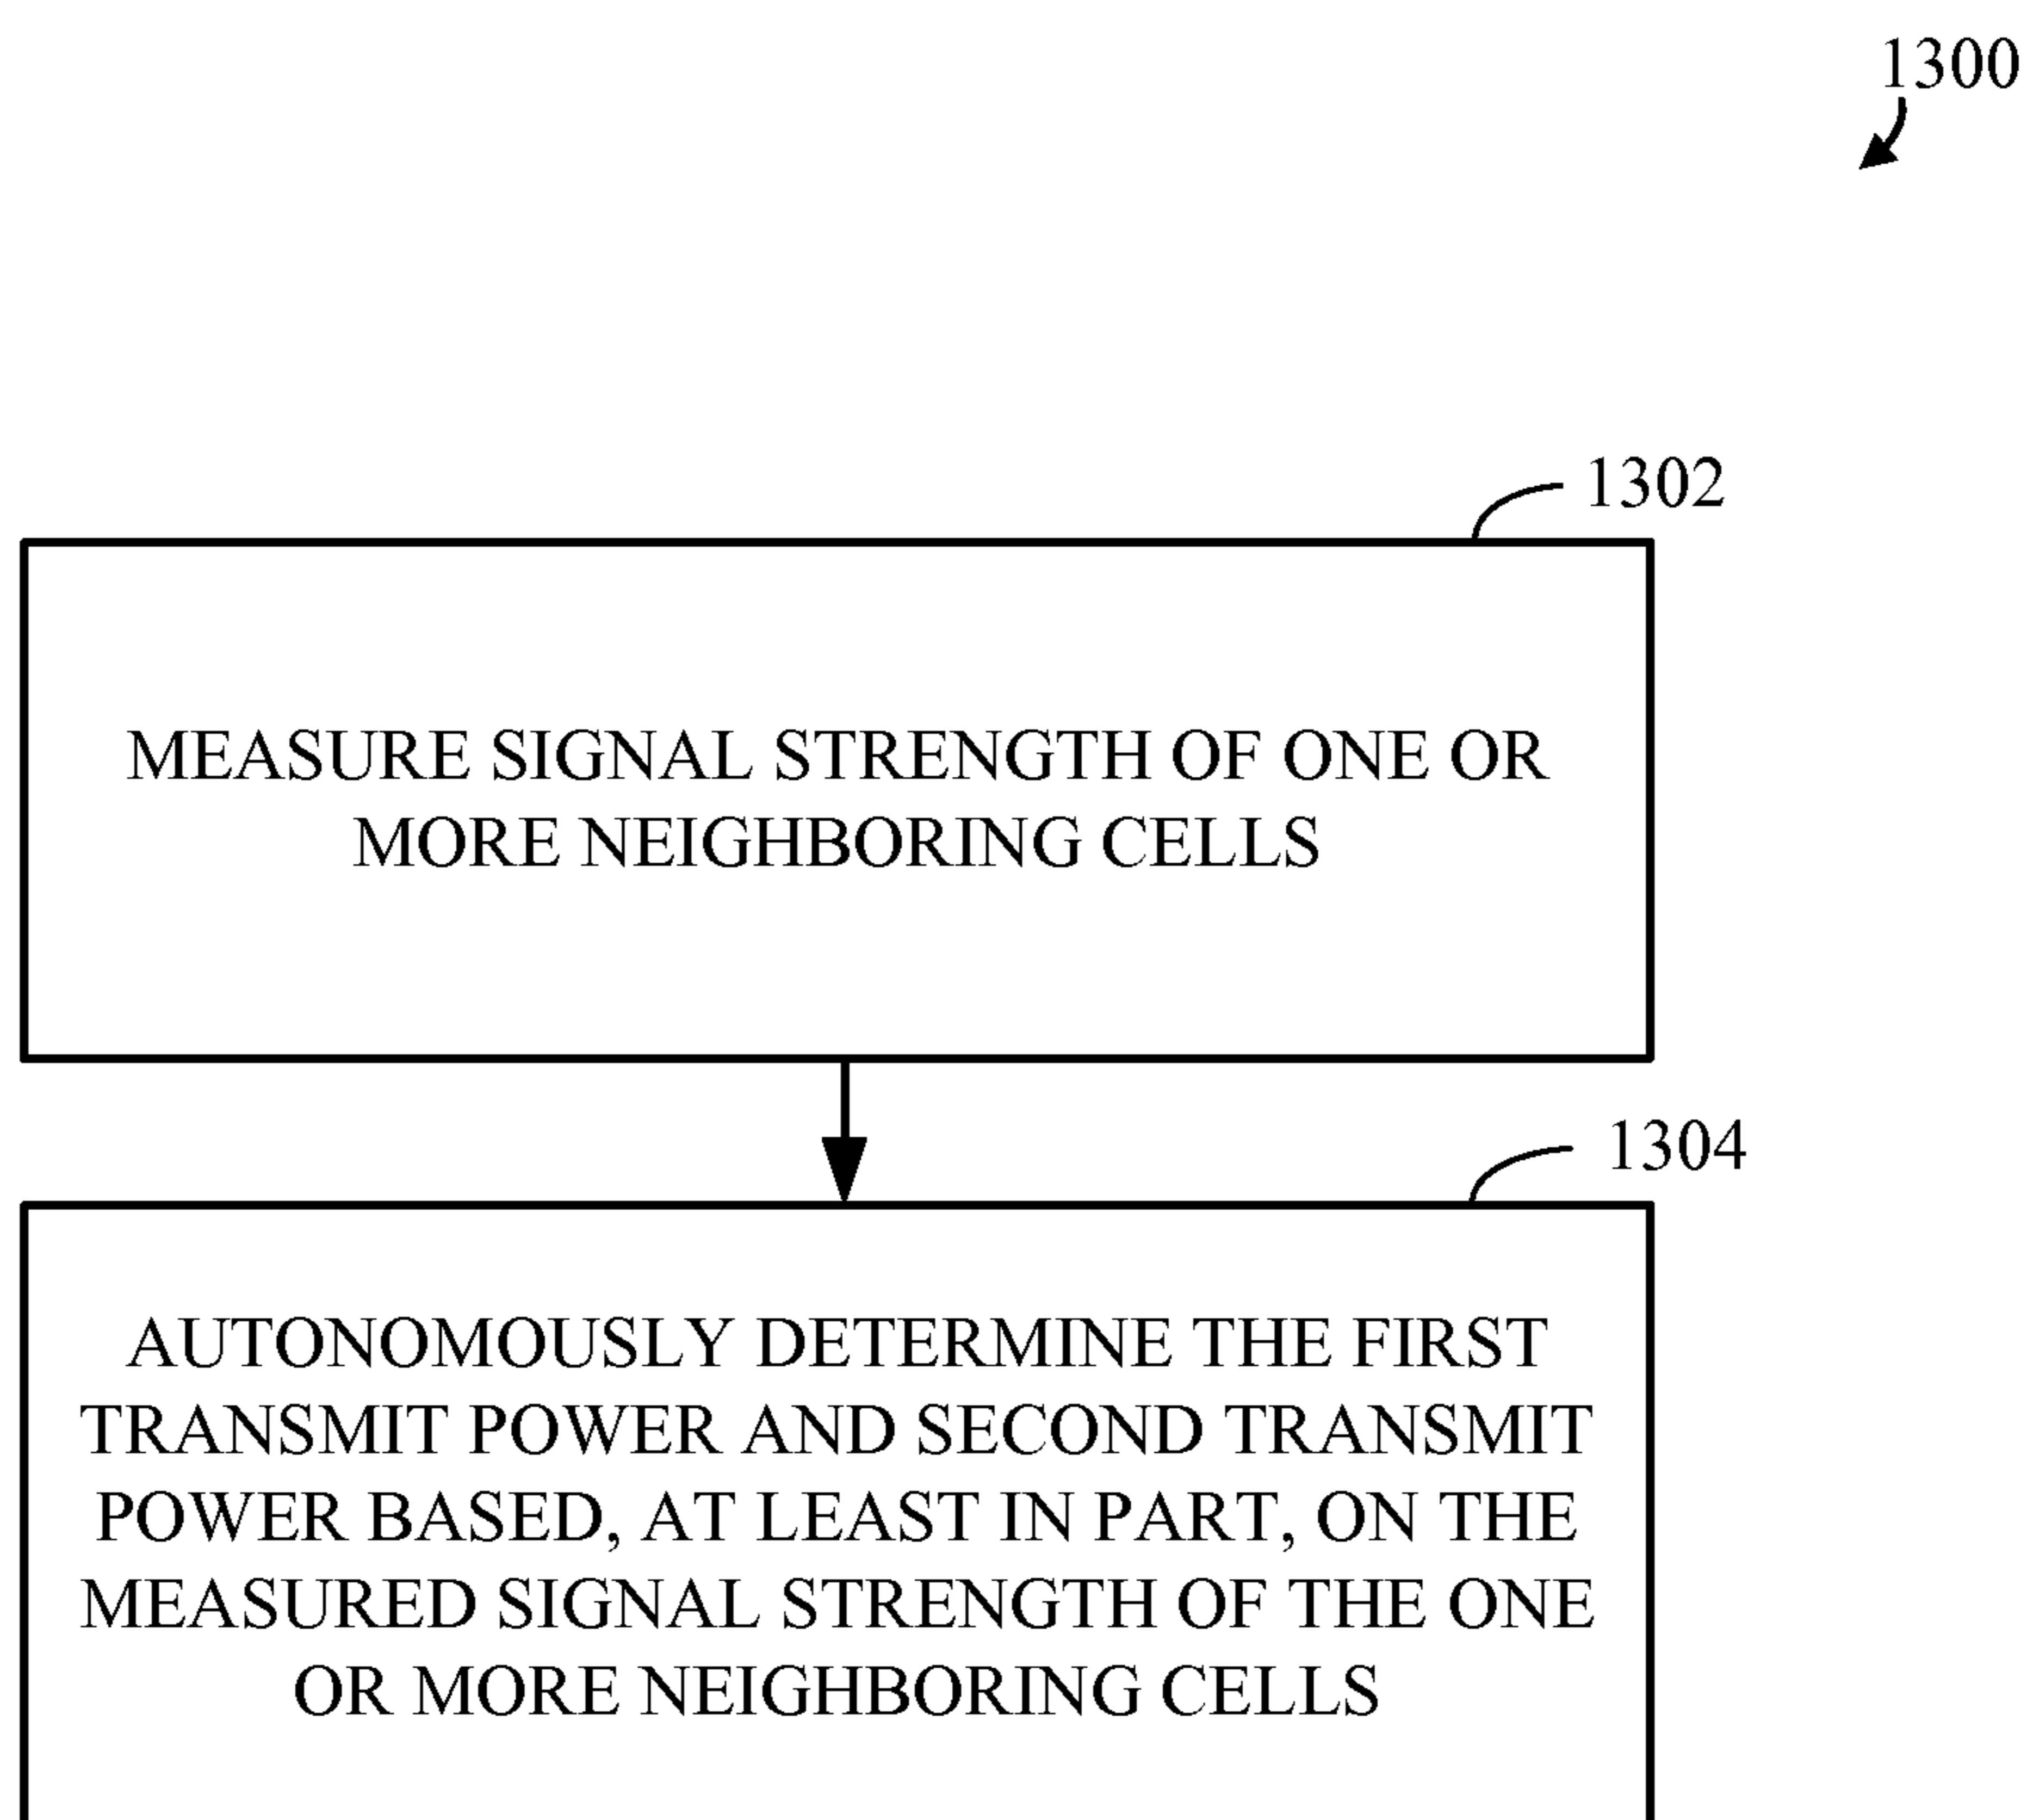 1300
1302
MEASURE SIGNAL STRENGTH OF ONE OR
MORE NEIGHBORING CELLS
1304
AUTONOMOUSLY DETERMINE THE FIRST
TRANSMIT POWER AND SECOND TRANSMIT
POWER BASED, AT LEAST IN PART, ON THE
MEASURED SIGNAL STRENGTH OF THE ONE
OR MORE NEIGHBORING CELLS